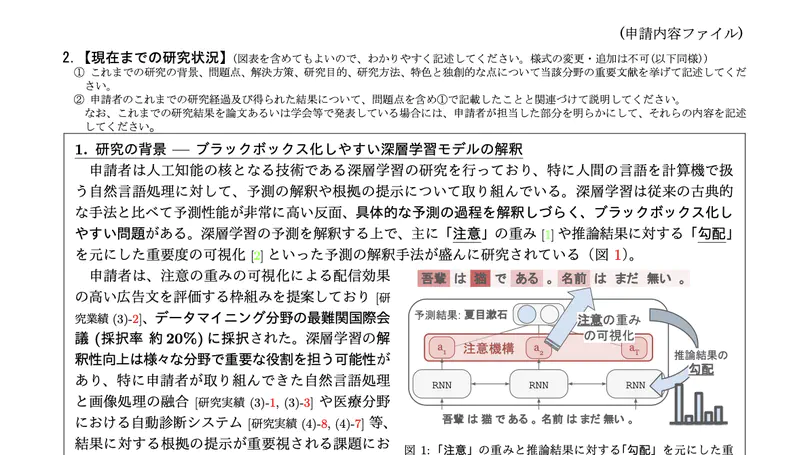 (申請内容ファイル)
2. 【現在までの研究状況】(図表を含めてもよいので、わかりやすく記述してください。様式の変更・追加は不可(以下同様))
① これまでの研究の背景、問題点、解決方策、研究目的、研究方法、特色と独創的な点について当該分野の重要文献を挙げて記述してくだ
さい。
② 申請者のこれまでの研究経過及び得られた結果について、問題点を含め①で記載したことと関連づけて説明してください。
なお、これまでの研究結果を論文あるいは学会等で発表している場合には、申請者が担当した部分を明らかにして、それらの内容を記述
してください。
1. 研究の背景 — ブラックボックス化しやすい深層学習モデルの解釈
申請者は人工知能の核となる技術である深層学習の研究を行っており、特に人間の言語を計算機で扱
う自然言語処理に対して、予測の解釈や根拠の提示について取り組んでいる。深層学習は従来の古典的
な手法と比べて予測性能が非常に高い反面、具体的な予測の過程を解釈しづらく、ブラックボックス化し
やすい問題がある。深層学習の予測を解釈する上で、主に「注意」の重み [1] や推論結果に対する「勾配」
を元にした重要度の可視化 [2] といった予測の解釈手法が盛んに研究されている（図 1）。
申請者は、注意の重みの可視化による配信効果
の高い広告文を評価する枠組みを提案しており [研
究業績 (3)-2]、データマイニング分野の最難関国際会
議 (採択率 約20%) に採択された。深層学習の解
釈性向上は様々な分野で重要な役割を担う可能性が
あり、特に申請者が取り組んできた自然言語処理
と画像処理の融合 [研究実績 (3)-1, (3)-3] や医療分野
における自動診断システム [研究実績 (4)-8, (4)-7] 等、
結果に対する根拠の提示が重要視される課題にお
吾輩 は 猫 で ある 。 名前 は まだ 無い 。
予測結果: 夏目漱石
注意の重み
の可視化
a1 注意機構 a2 aT
推論結果の
勾配
RNN RNN RNN
吾輩 は 猫 で ある 。 名前 は まだ 無い 。
図 1:「注意」の重みと推論結果に対する「勾配」を元にした重